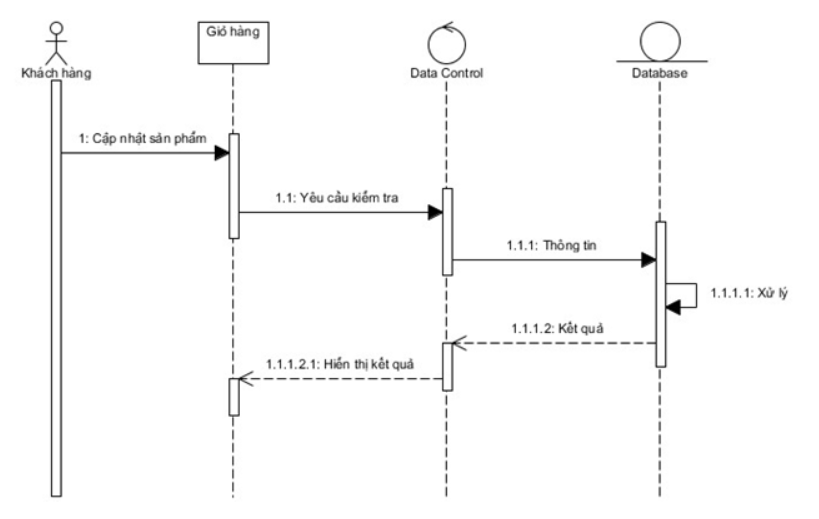 Giỏ hàng
Khách hàng
Data Control
Database
1: Cập nhật sản phẩm
1.1: Yêu cầu kiểm tra
1.1.1: Thông tin
1.1.1.1: Xử lý
1.1.1.2: Kết quả
1.1.1.2.1: Hiển thị kết quả